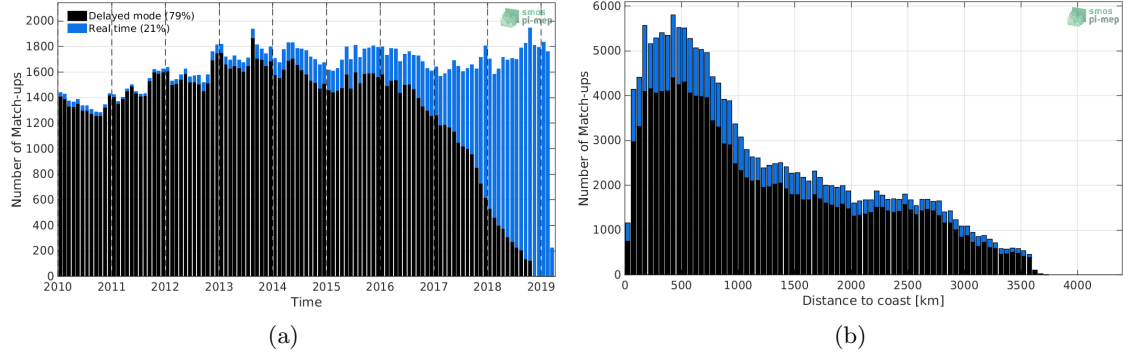 Delayed mode (79%)
Real time (21%)
smos
pi-mep
Number of Match-ups
2000
1800
1600
1400
1200
1000
800
600
400
200
0
2010 2011 2012 2013 2014 2015 2016 2017 2018 2019
Time
(a)
smos
pi-mep
Number of Match-ups
6000
5000
4000
3000
2000
1000
0
0 500 1000 1500 2000 2500 3000 3500 4000
Distance to coast [km]
(b)